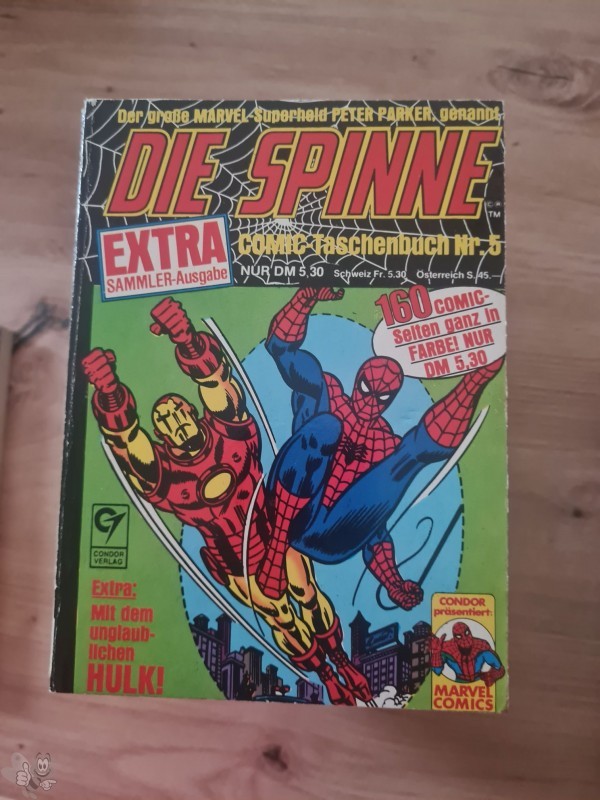 Der große MARVEL-Superheld PETER PARKER, genannt
DIE SPINNE
©®
TM
EXTRA
SAMMLER-Ausgabe
COMIC-Taschenbuch Nr. 5
NUR DM 5,30 Schweiz Fr. 5.30 Österreich S. 45.—
160 COMIC-
Seiten ganz in
FARBE! NUR
DM 5,30
CONDOR
VERLAG
Extra:
Mit dem
unglaub-
lichen
HULK!
CONDOR
präsentiert:
MARVEL
COMICS